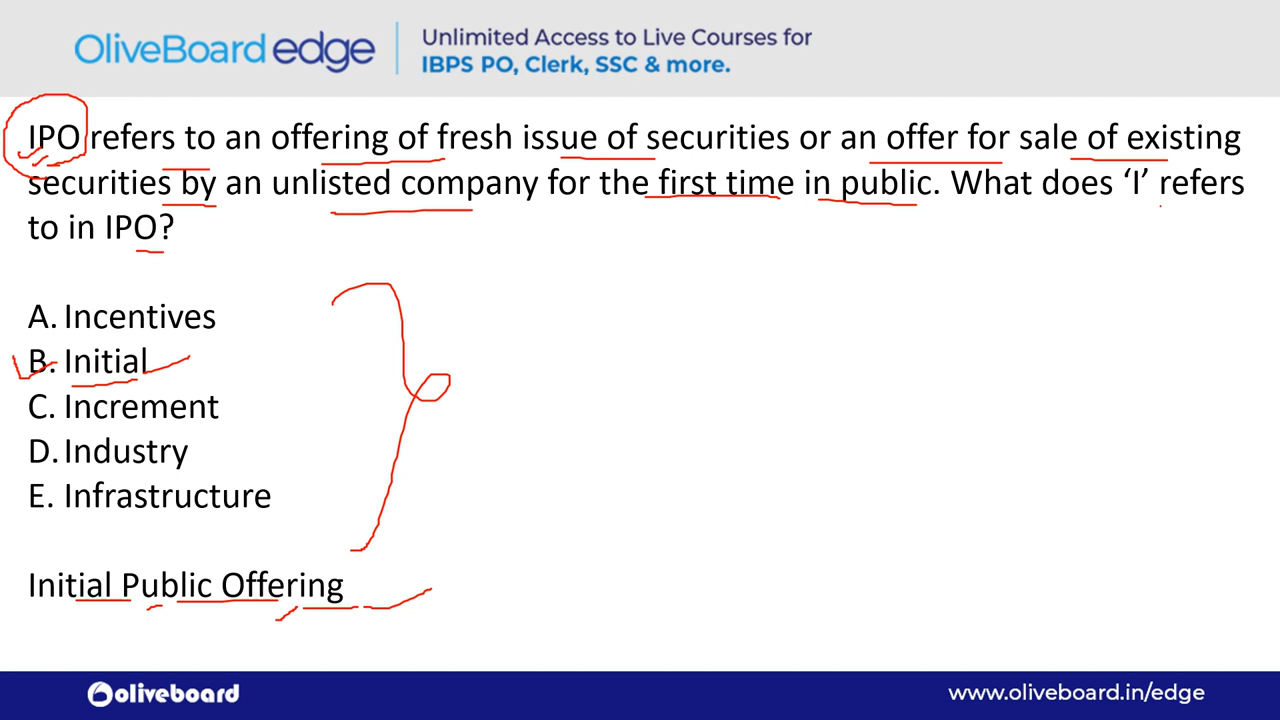 OliveBoard edge
Unlimited Access to Live Courses for
IBPS PO, Clerk, SSC & more.
IPO refers to an offering of fresh issue of securities or an offer for sale of existing
securities by an unlisted company for the first time in public. What does ‘I’ refers
to in IPO?
A. Incentives
B. Initial
C. Increment
D. Industry
E. Infrastructure
Initial Public Offering
oliveboard
www.oliveboard.in/edge